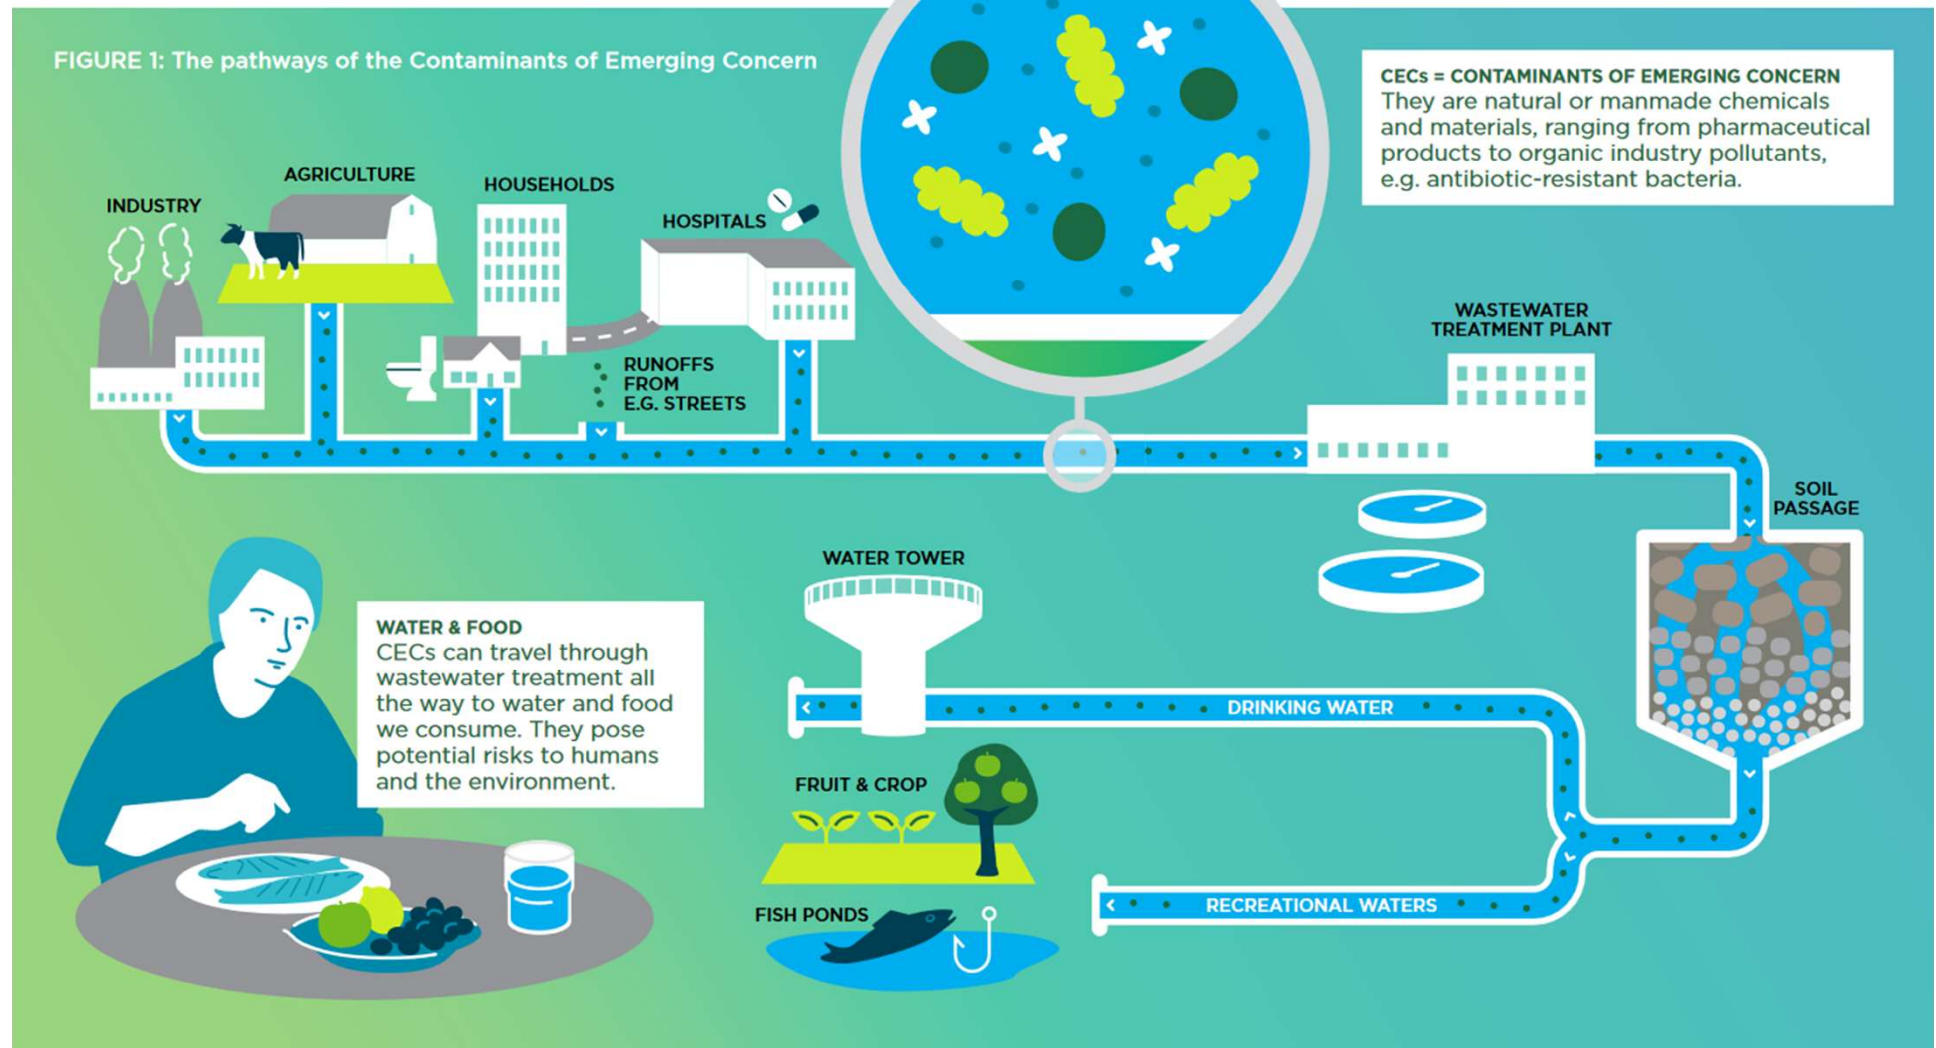 FIGURE 1: The pathways of the Contaminants of Emerging Concern
CECs = CONTAMINANTS OF EMERGING CONCERN
They are natural or manmade chemicals
and materials, ranging from pharmaceutical
products to organic industry pollutants,
e.g. antibiotic-resistant bacteria.
INDUSTRY
AGRICULTURE
HOUSEHOLDS
HOSPITALS
RUNOFFS
FROM
E.G. STREETS
WASTEWATER
TREATMENT PLANT
SOIL
PASSAGE
WATER TOWER
WATER & FOOD
CECs can travel through
wastewater treatment all
the way to water and food
we consume. They pose
potential risks to humans
and the environment.
DRINKING WATER
FRUIT & CROP
FISH PONDS
RECREATIONAL WATERS